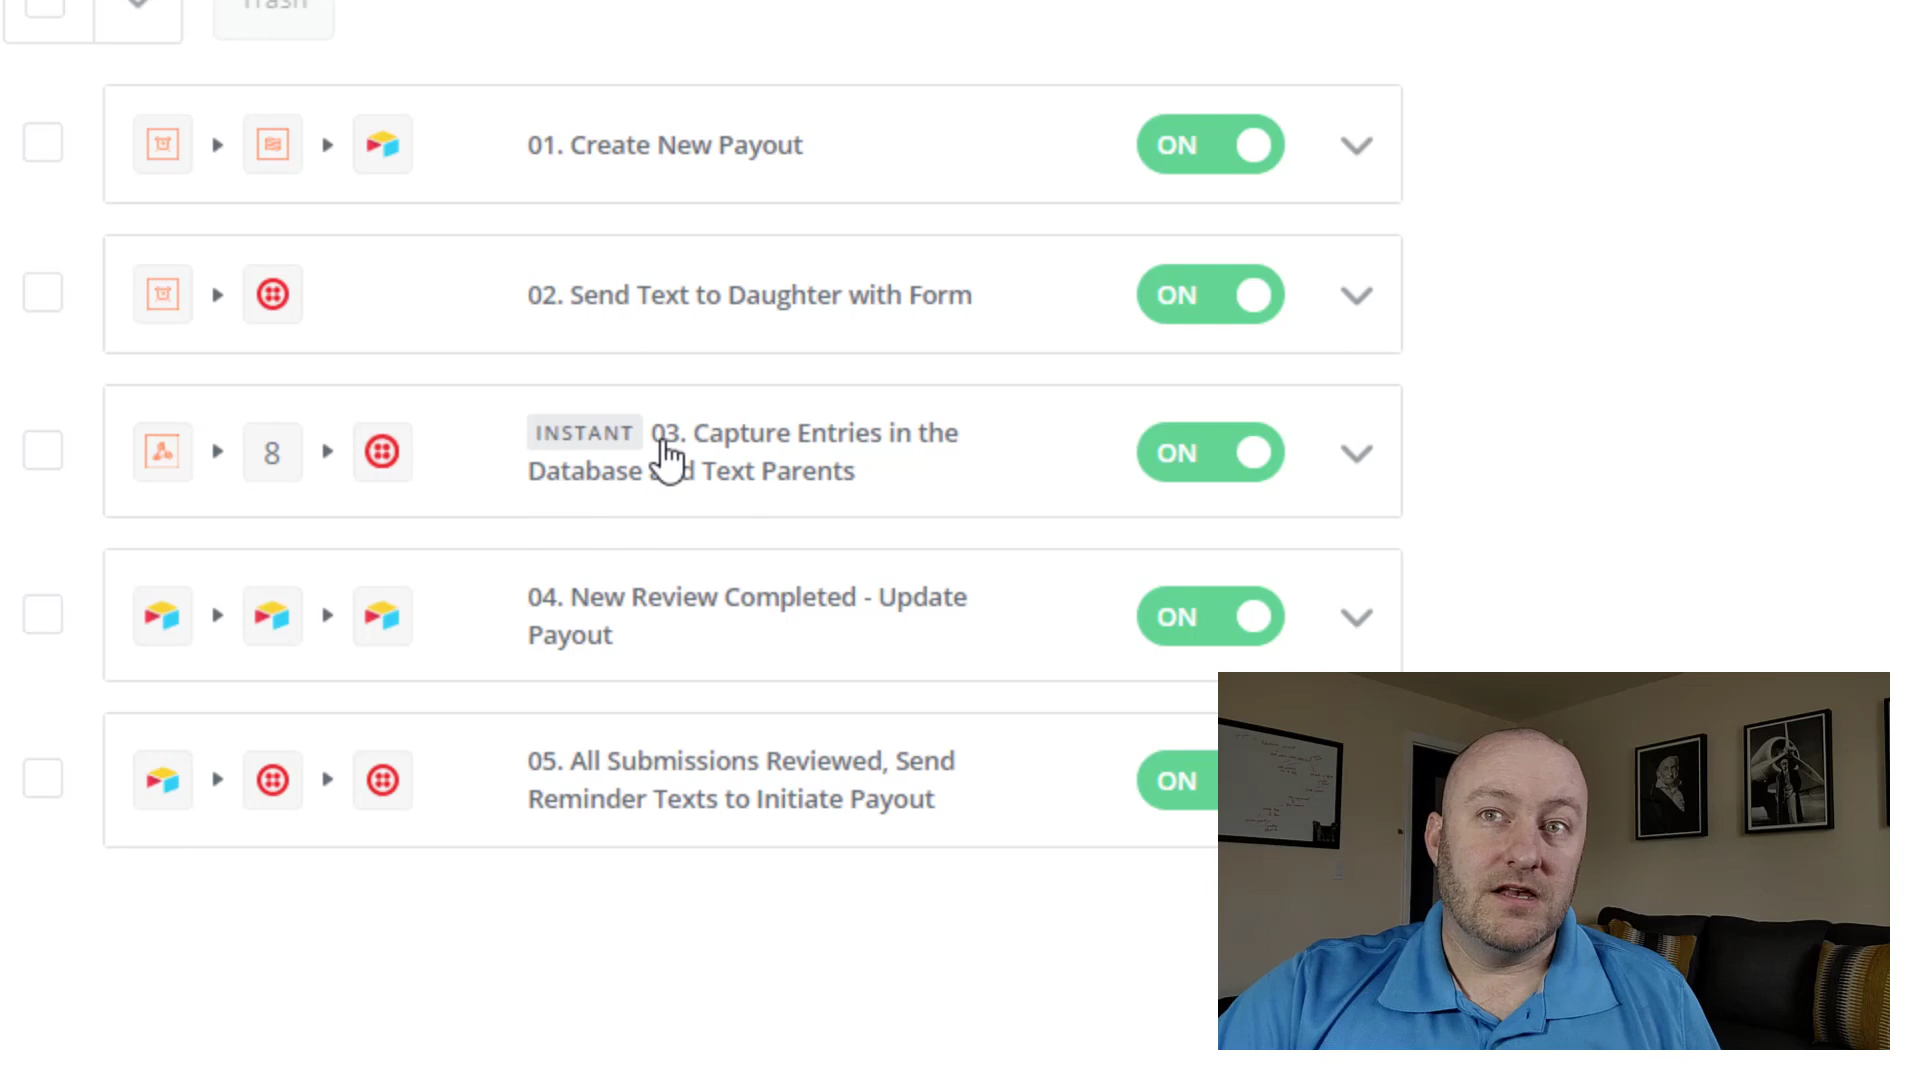 Trash
01. Create New Payout
ON
02. Send Text to Daughter with Form
ON
8
INSTANT 03. Capture Entries in the
Database and Text Parents
ON
04. New Review Completed - Update
Payout
ON
05. All Submissions Reviewed, Send
Reminder Texts to Initiate Payout
ON